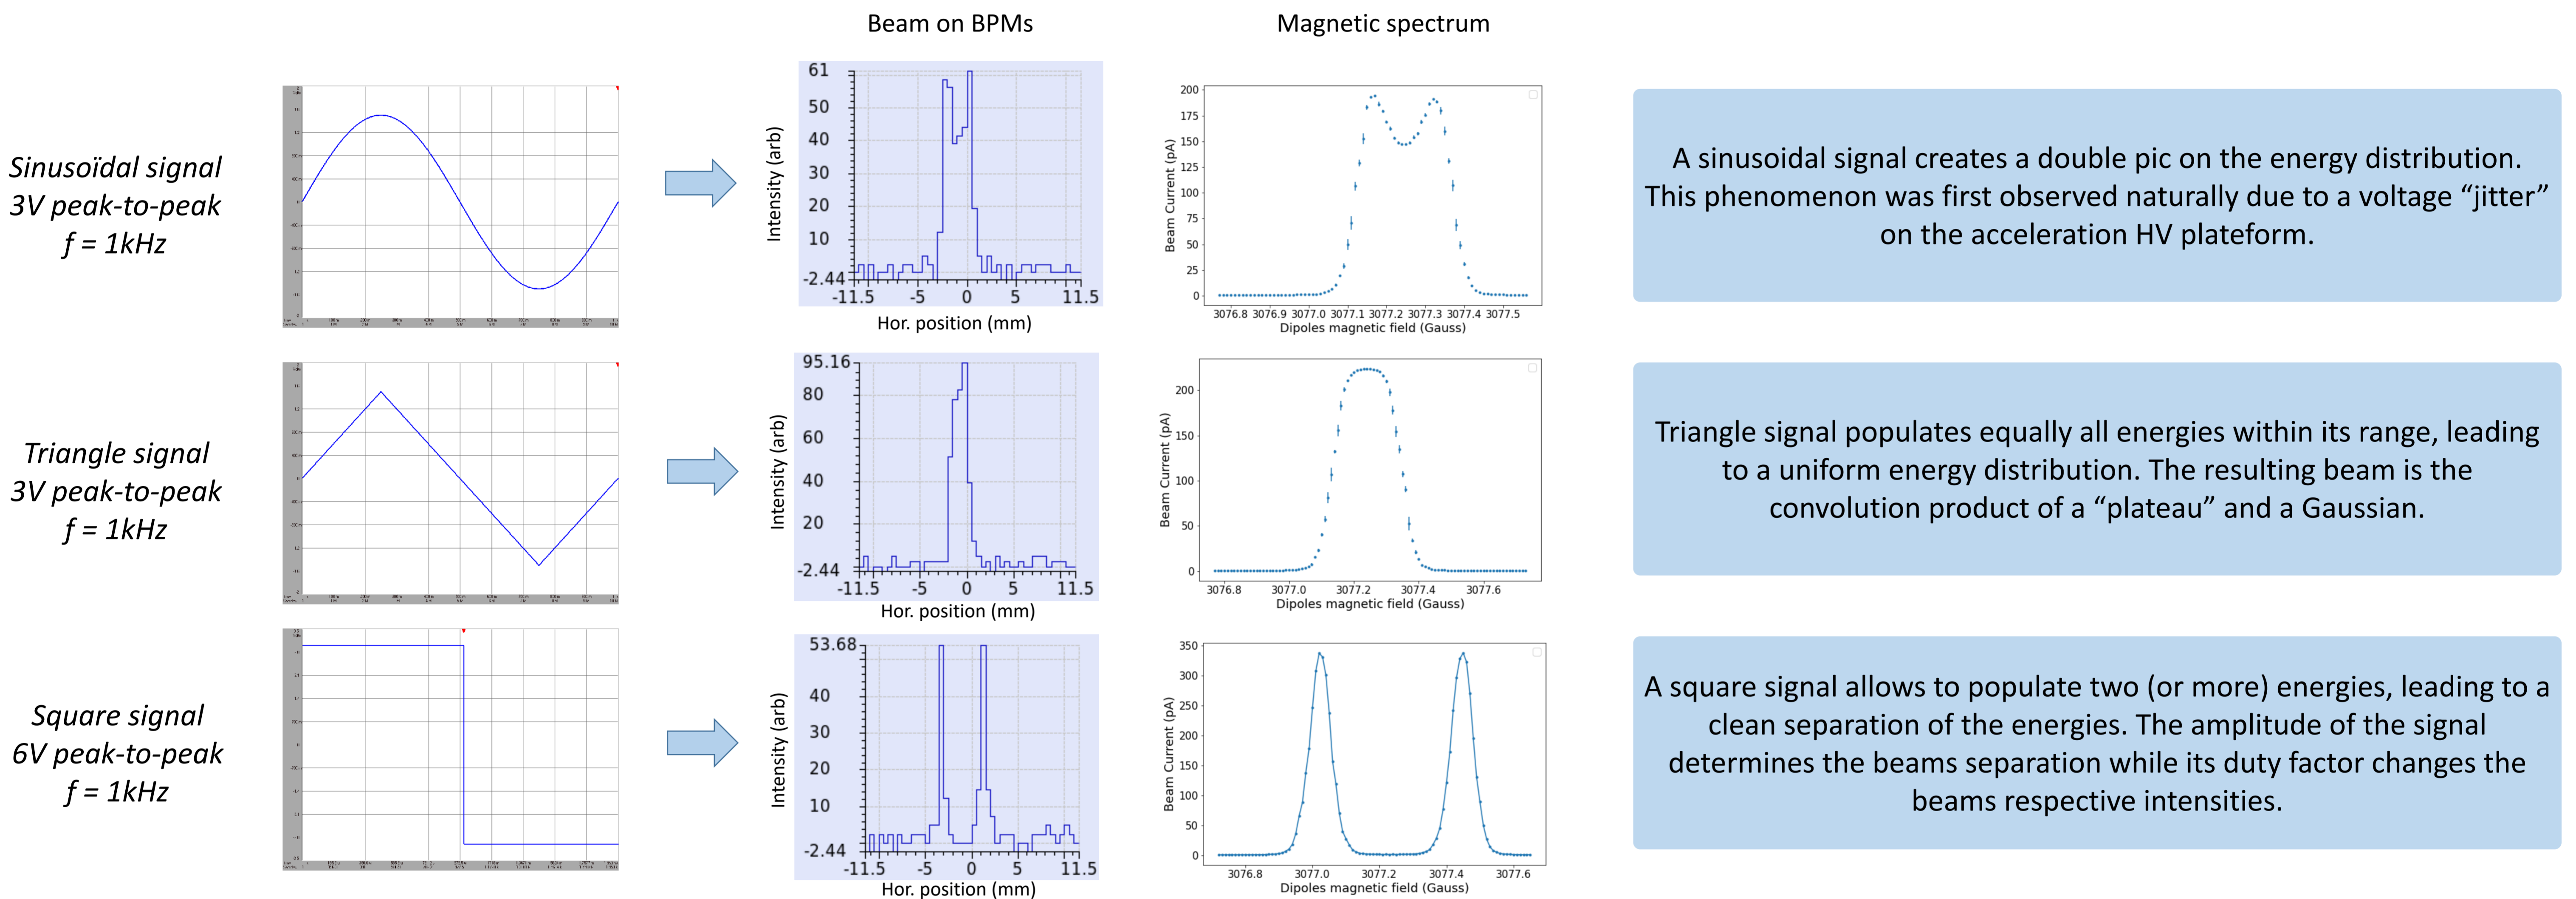 Beam on BPMs
Magnetic spectrum
Sinusoïdal signal
3V peak-to-peak
f = 1kHz
61
50
40
30
20
10
-2.44
-11.5 -5 0 5 11.5
Intensity (arb)
Hor. position (mm)
200
175
150
125
100
75
50
25
0
3076.8 3076.9 3077.0 3077.1 3077.2 3077.3 3077.4 3077.5
Beam Current (pA)
Dipoles magnetic field (Gauss)
A sinusoidal signal creates a double pic on the energy distribution.
This phenomenon was first observed naturally due to a voltage “jitter”
on the acceleration HV plateform.
Triangle signal
3V peak-to-peak
f = 1kHz
95.16
80
60
40
20
-2.44
-11.5 -5 0 5 11.5
Intensity (arb)
Hor. position (mm)
200
150
100
50
0
3076.8 3077.0 3077.2 3077.4 3077.6
Beam Current (pA)
Dipoles magnetic field (Gauss)
Triangle signal populates equally all energies within its range, leading
to a uniform energy distribution. The resulting beam is the
convolution product of a “plateau” and a Gaussian.
Square signal
6V peak-to-peak
f = 1kHz
53.68
40
30
20
10
-2.44
-11.5 -5 0 5 11.5
Intensity (arb)
Hor. position (mm)
350
300
250
200
150
100
50
0
3076.8 3077.0 3077.2 3077.4 3077.6
Beam Current (pA)
Dipoles magnetic field (Gauss)
A square signal allows to populate two (or more) energies, leading to a
clean separation of the energies. The amplitude of the signal
determines the beams separation while its duty factor changes the
beams respective intensities.